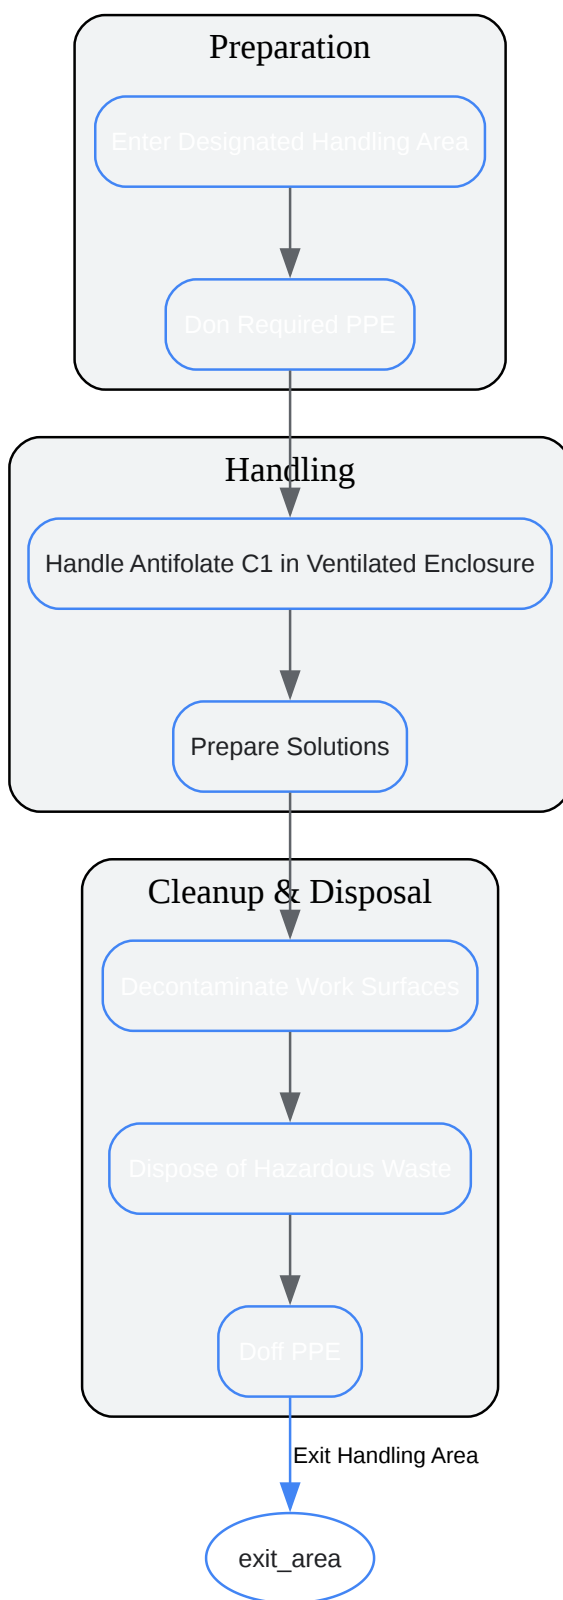 Preparation
Enter Designated Handling Area
Don Required PPE
Handling
Handle Antifolate C1 in Ventilated Enclosure
Prepare Solutions
Cleanup & Disposal
Decontaminate Work Surfaces
Dispose of Hazardous Waste
Doff PPE
Exit Handling Area
exit_area